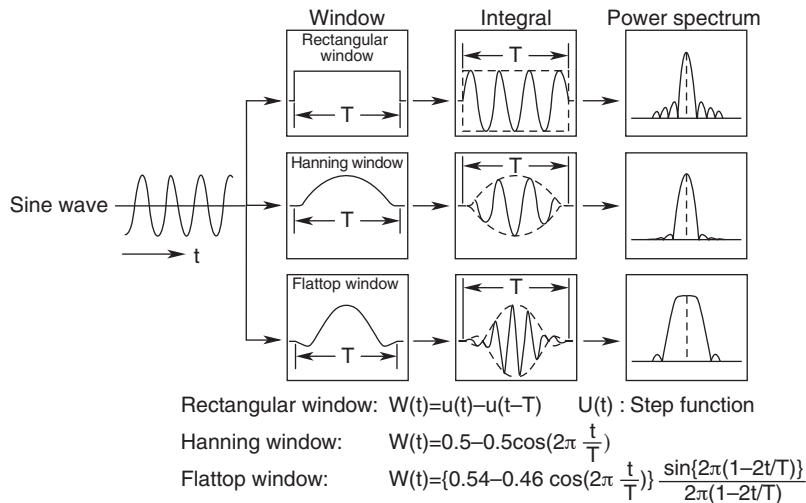 Window Integral Power spectrum
Rectangular
window
T
T
Hanning window
T
T
Sine wave
t
Flattop window
T
T
Rectangular window: W(t)=u(t)–u(t–T) U(t) : Step function
Hanning window: W(t)=0.5–0.5cos(2π t/T)
Flattop window: W(t)={0.54–0.46 cos(2π t/T)} sin{2π(1–2t/T)}/2π(1–2t/T)